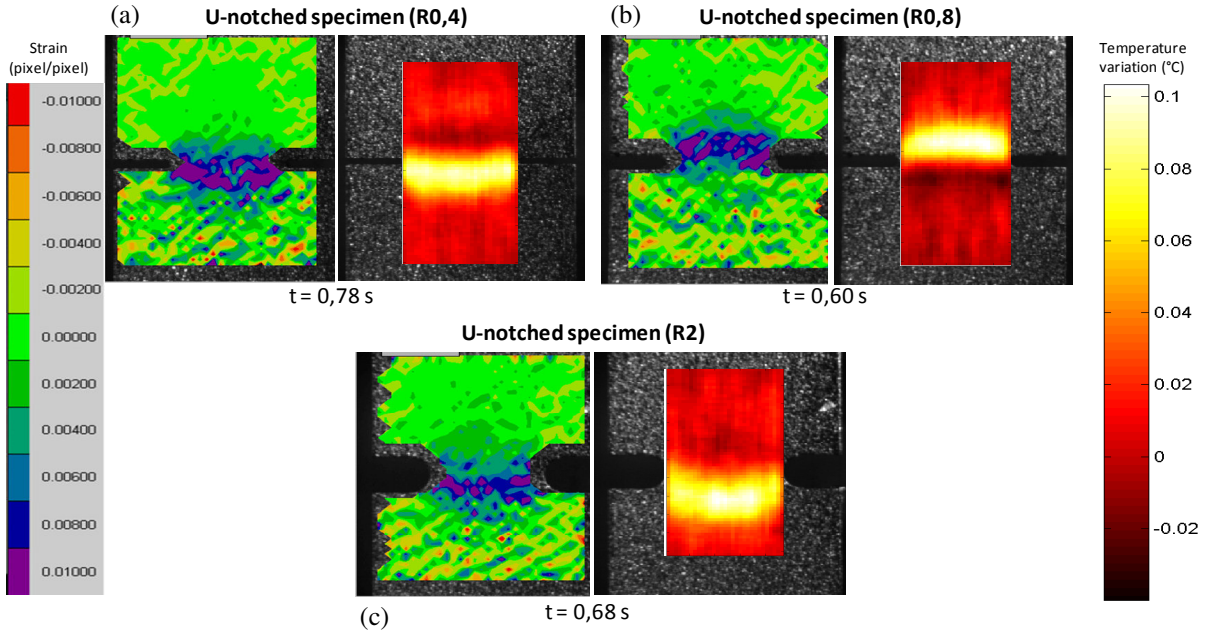 (a)
U-notched specimen (R0,4)
(b)
U-notched specimen (R0,8)
Strain
(pixel/pixel)
-0.01000
-0.00800
-0.00600
-0.00400
-0.00200
0.00000
0.00200
0.00400
0.00600
0.00800
0.01000
t = 0,78 s
t = 0,60 s
Temperature
variation (°C)
0.1
0.08
0.06
0.04
0.02
0
-0.02
U-notched specimen (R2)
(c)
t = 0,68 s